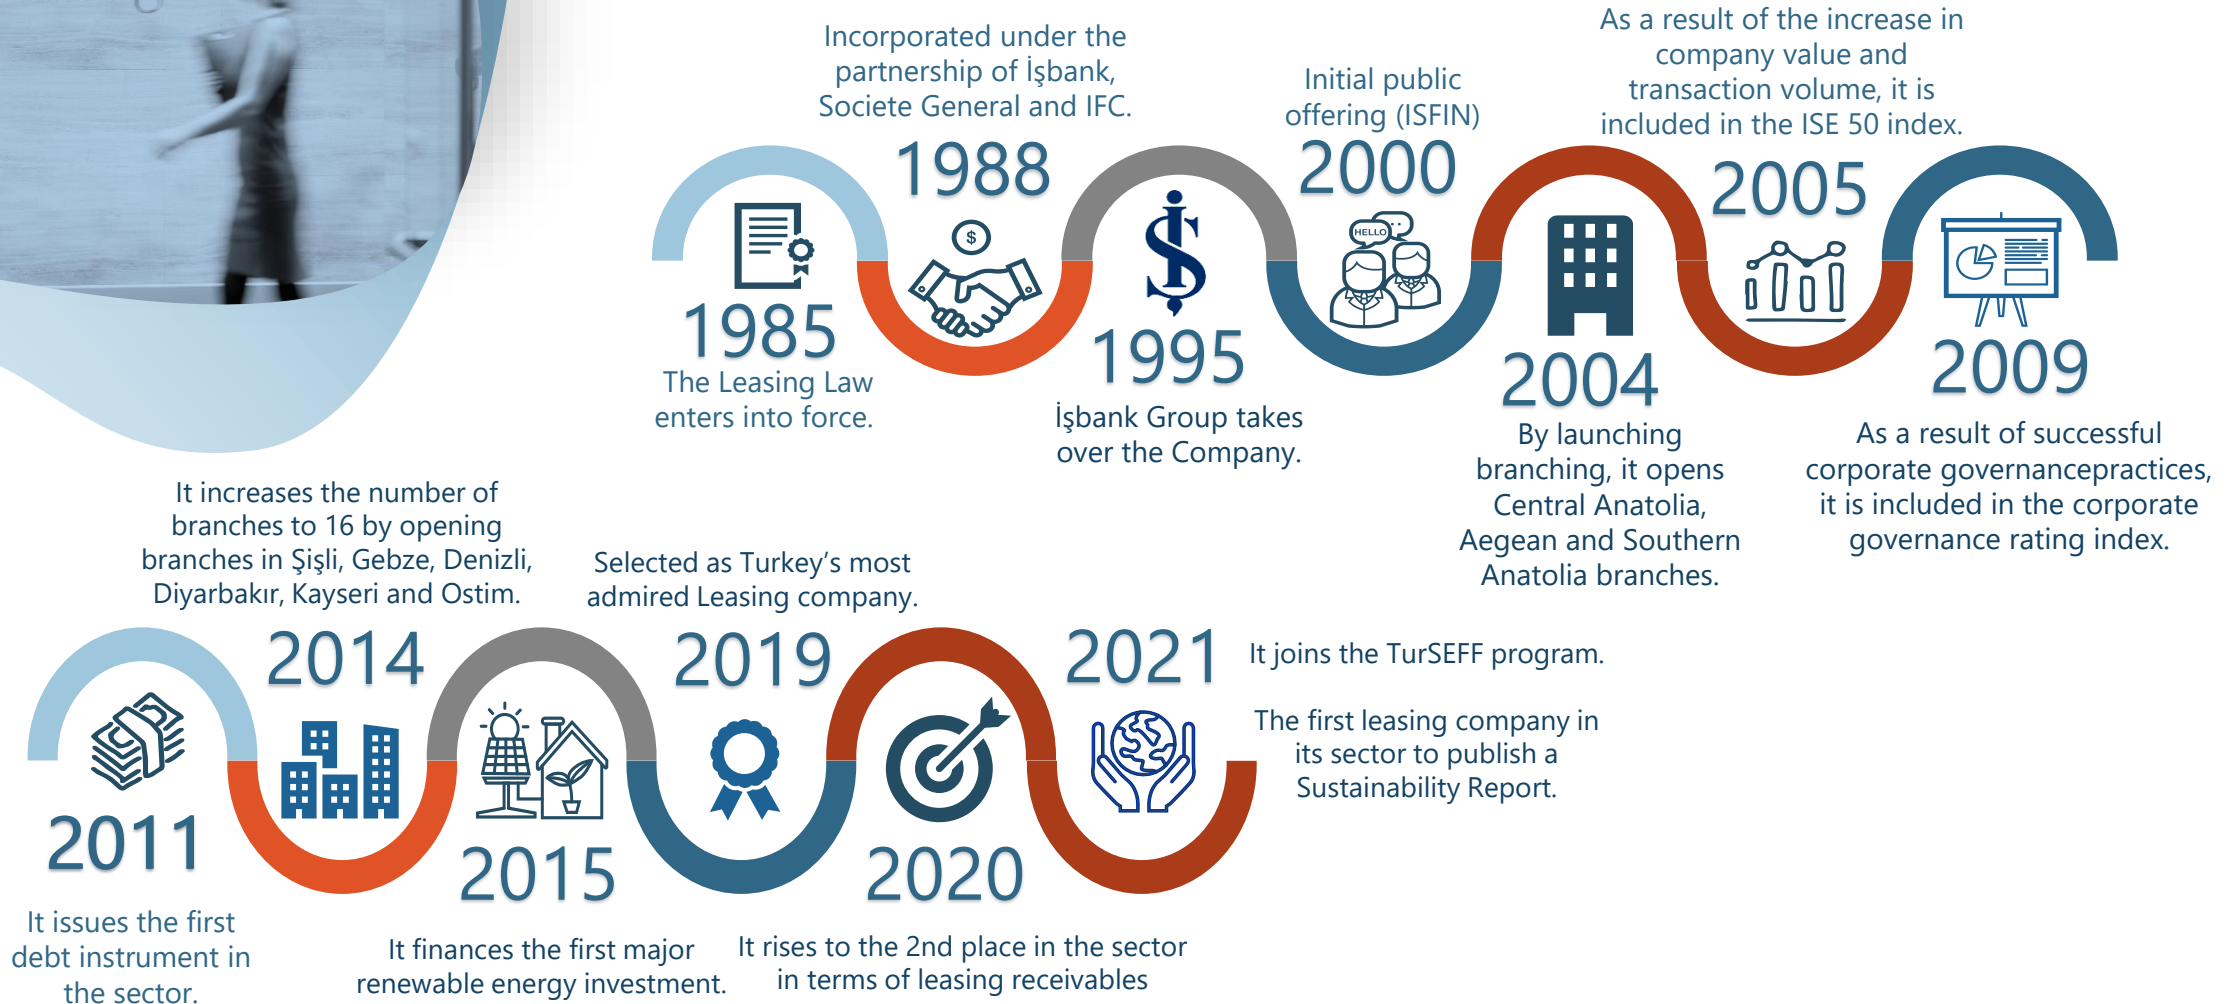 Incorporated under the
partnership of İşbank,
Societe General and IFC.
1988
Initial public
offering (ISFIN)
2000
As a result of the increase in
company value and
transaction volume, it is
included in the ISE 50 index.
2005
$
HELLO
1985
The Leasing Law
enters into force.
1995
İşbank Group takes
over the Company.
2004
By launching
branching, it opens
Central Anatolia,
Aegean and Southern
Anatolia branches.
2009
As a result of successful
corporate governancepractices,
it is included in the corporate
governance rating index.
It increases the number of
branches to 16 by opening
branches in Şişli, Gebze, Denizli,
Diyarbakır, Kayseri and Ostim.
2014
Selected as Turkey’s most
admired Leasing company.
2019
2021
It joins the TurSEFF program.
The first leasing company in
its sector to publish a
Sustainability Report.
2011
It issues the first
debt instrument in
the sector.
2015
It finances the first major
renewable energy investment.
2020
It rises to the 2nd place in the sector
in terms of leasing receivables